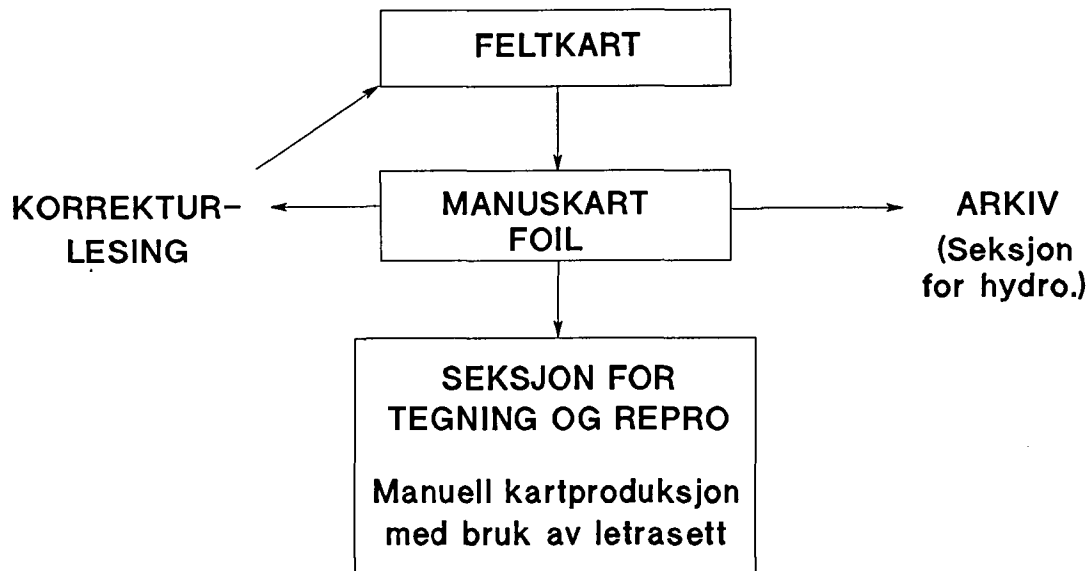 FELTKART
KORREKTUR-
LESING
MANUSKART
FOIL
ARKIV
(Seksjon
for hydro.)
SEKSJON FOR
TEGNING OG REPRO
Manuell kartproduksjon
med bruk av letrasett